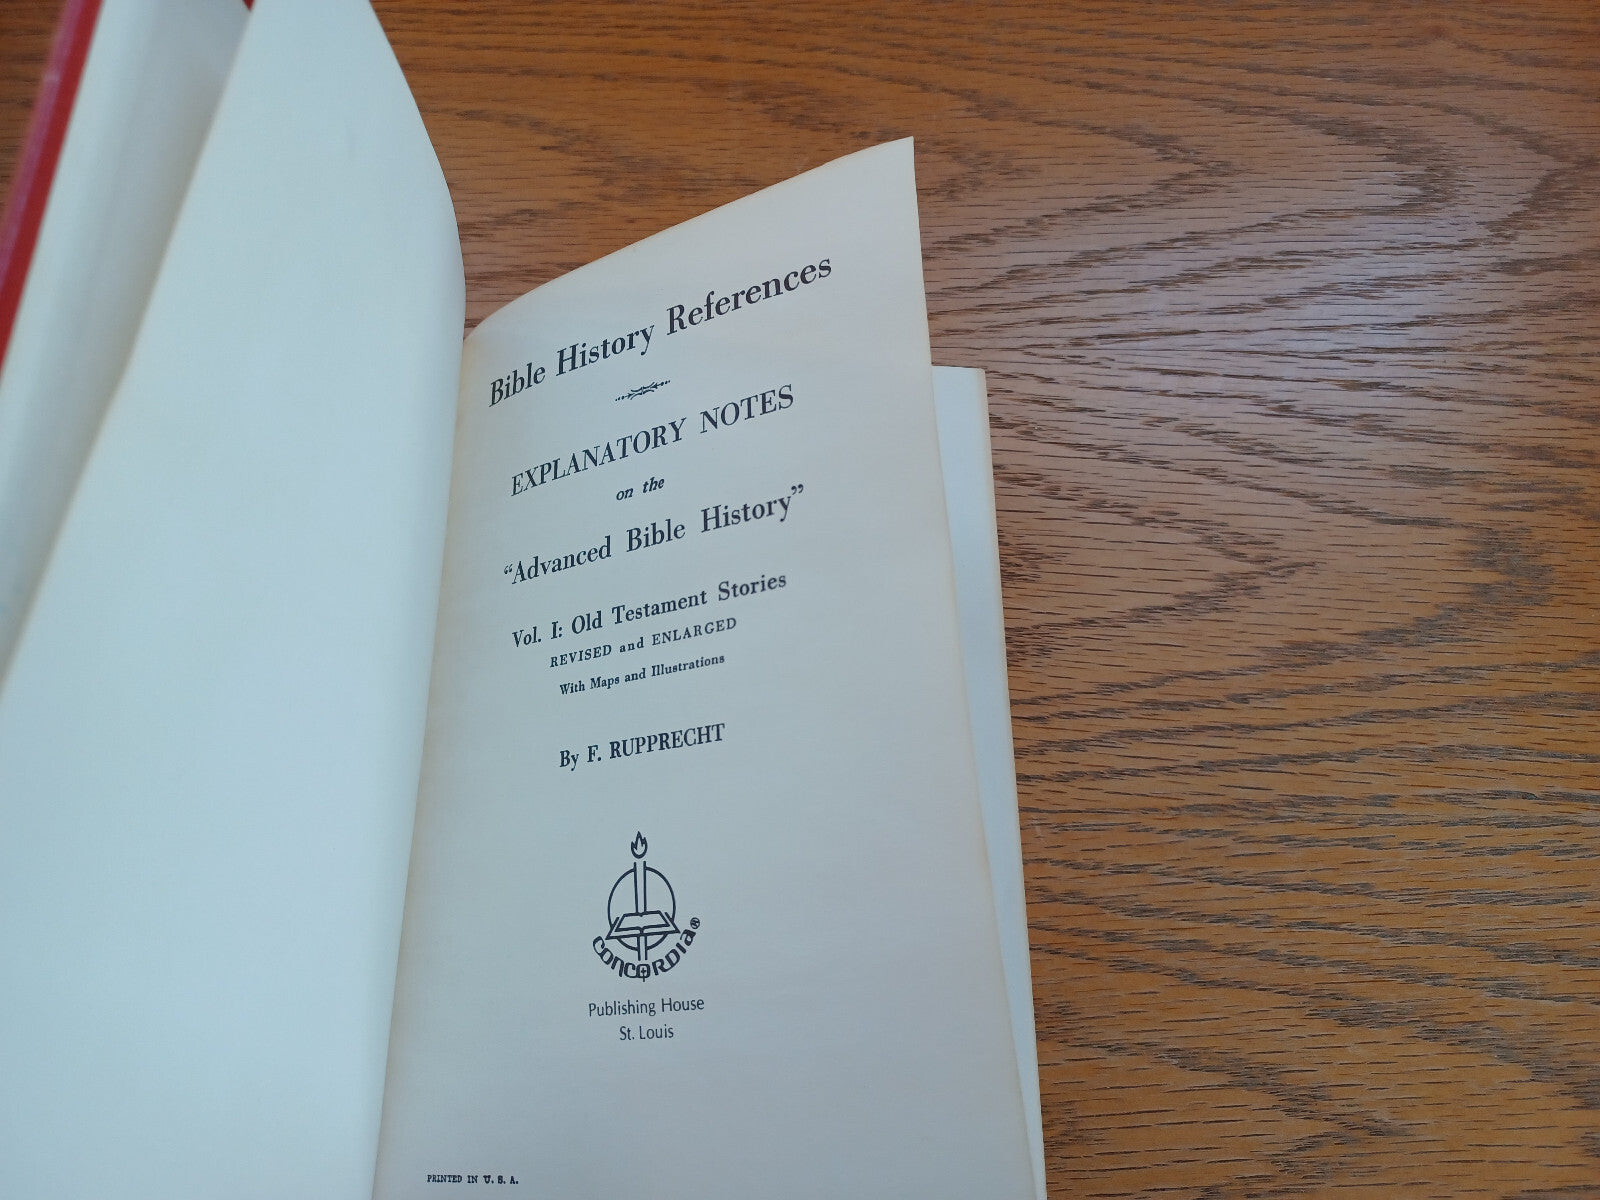 Bible History References
EXPLANATORY NOTES
on the
“Advanced Bible History”
Vol. I: Old Testament Stories
REVISED and ENLARGED
With Maps and Illustrations
By F. RUPPRECHT
CONCORDIA®
Publishing House
St. Louis
PRINTED IN U. S. A.